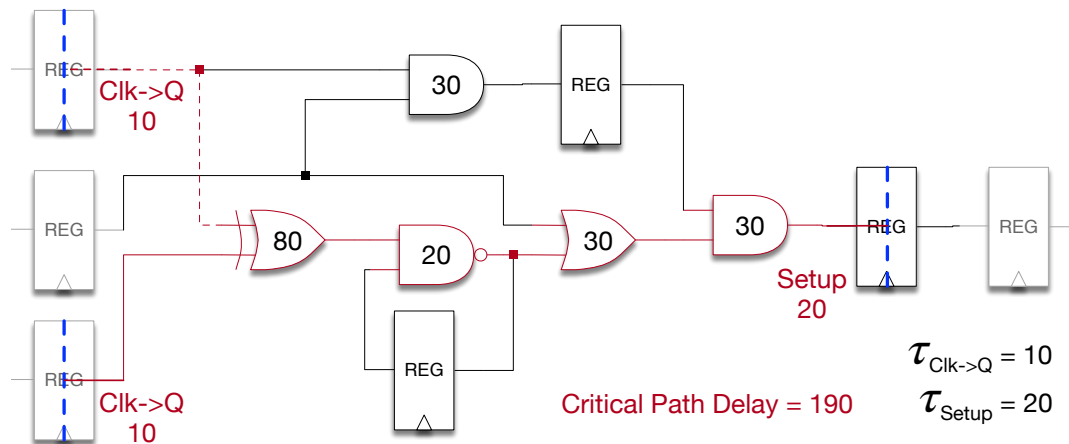 REG
Clk->Q
10
30
REG
REG
80
20
30
30
REG
REG
Setup
20
REG
REG
Clk->Q
10
Critical Path Delay = 190
τClk->Q = 10
τSetup = 20